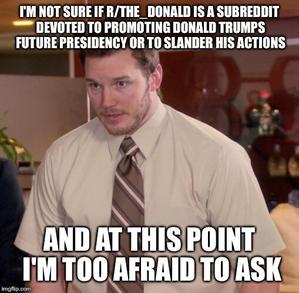 I'M NOT SURE IF R/THE_DONALD IS A SUBREDDIT
DEVOTED TO PROMOTING DONALD TRUMPS
FUTURE PRESIDENCY OR TO SLANDER HIS ACTIONS
AND AT THIS POINT
I'M TOO AFRAID TO ASK
imgflip.com